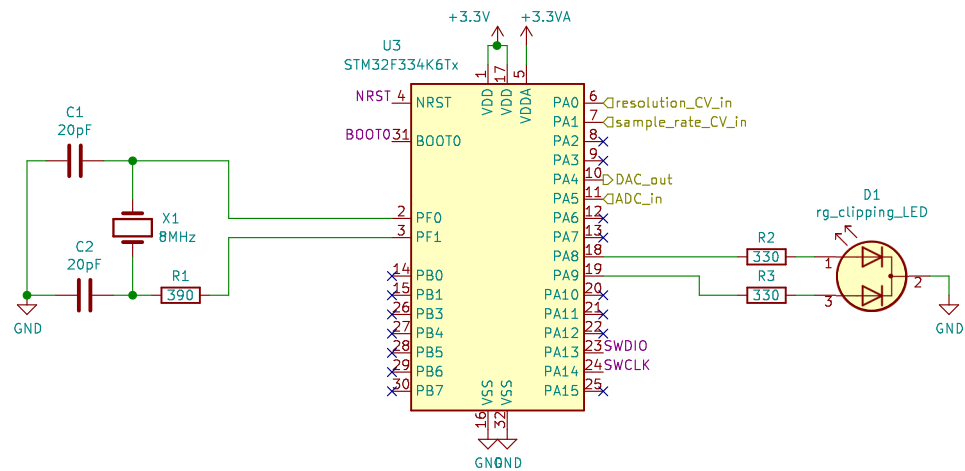 +3.3V
+3.3VA
U3
STM32F334K6Tx
1
17
5
VDD
VDD
VDDA
NRST 4 NRST
BOOT0 31 BOOT0
2 PF0
3 PF1
14 PB0
15 PB1
26 PB3
27 PB4
28 PB5
29 PB6
30 PB7
PA0 6 resolution_CV_in
PA1 7 sample_rate_CV_in
PA2 8
PA3 9
PA4 10 DAC_out
PA5 11 ADC_in
PA6 12
PA7 13
PA8 18
PA9 19
PA10 20
PA11 21
PA12 22
PA13 23 SWDIO
PA14 24 SWCLK
PA15 25
VSS
VSS
16
32
GND
GND
C1
20pF
X1
8MHz
C2
20pF
R1
390
GND
R2
330
R3
330
D1
rg_clipping_LED
1
2
3
GND